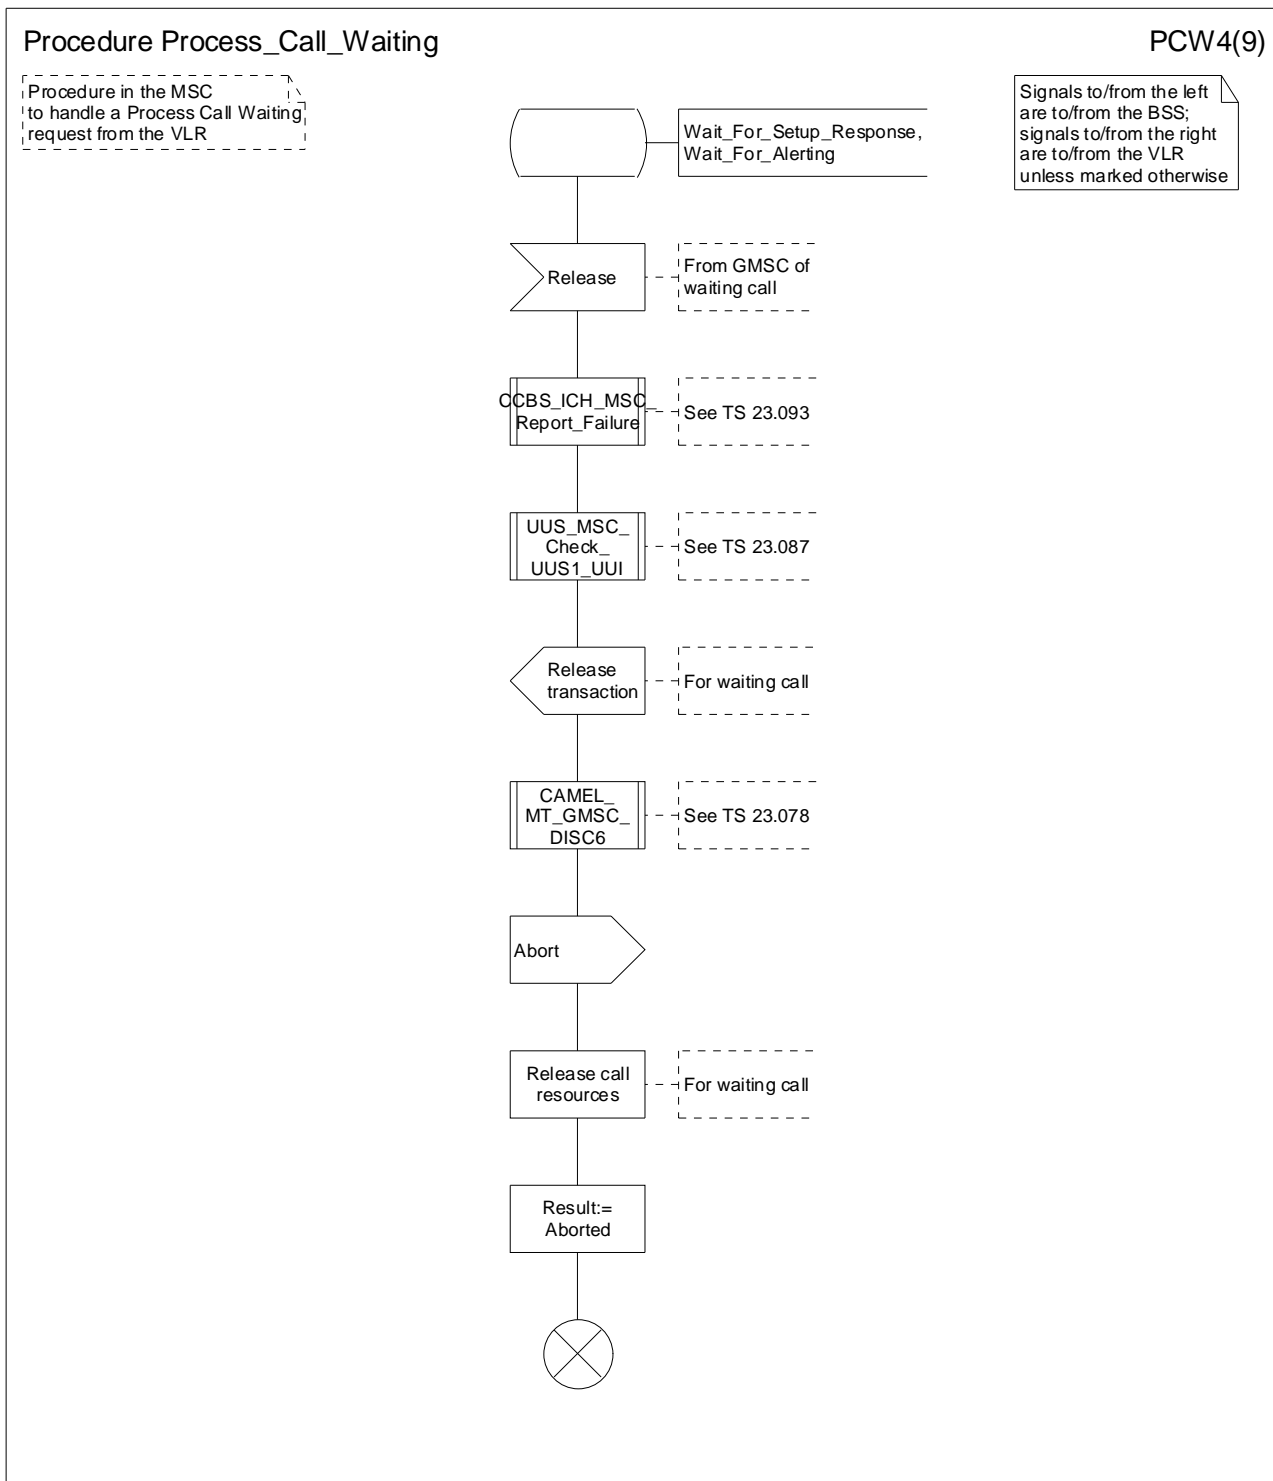 Procedure Process_Call_Waiting
PCW4(9)
Procedure in the MSC
to handle a Process Call Waiting
request from the VLR
Signals to/from the left
are to/from the BSS;
signals to/from the right
are to/from the VLR
unless marked otherwise
Wait_For_Setup_Response,
Wait_For_Alerting
Release
From GMSC of
waiting call
CCBS_ICH_MSC_
Report_Failure
See TS 23.093
UUS_MSC_
Check_
UUS1_UUI
See TS 23.087
Release
transaction
For waiting call
CAMEL_
MT_GMSC_
DISC6
See TS 23.078
Abort
Release call
resources
For waiting call
Result:=
Aborted